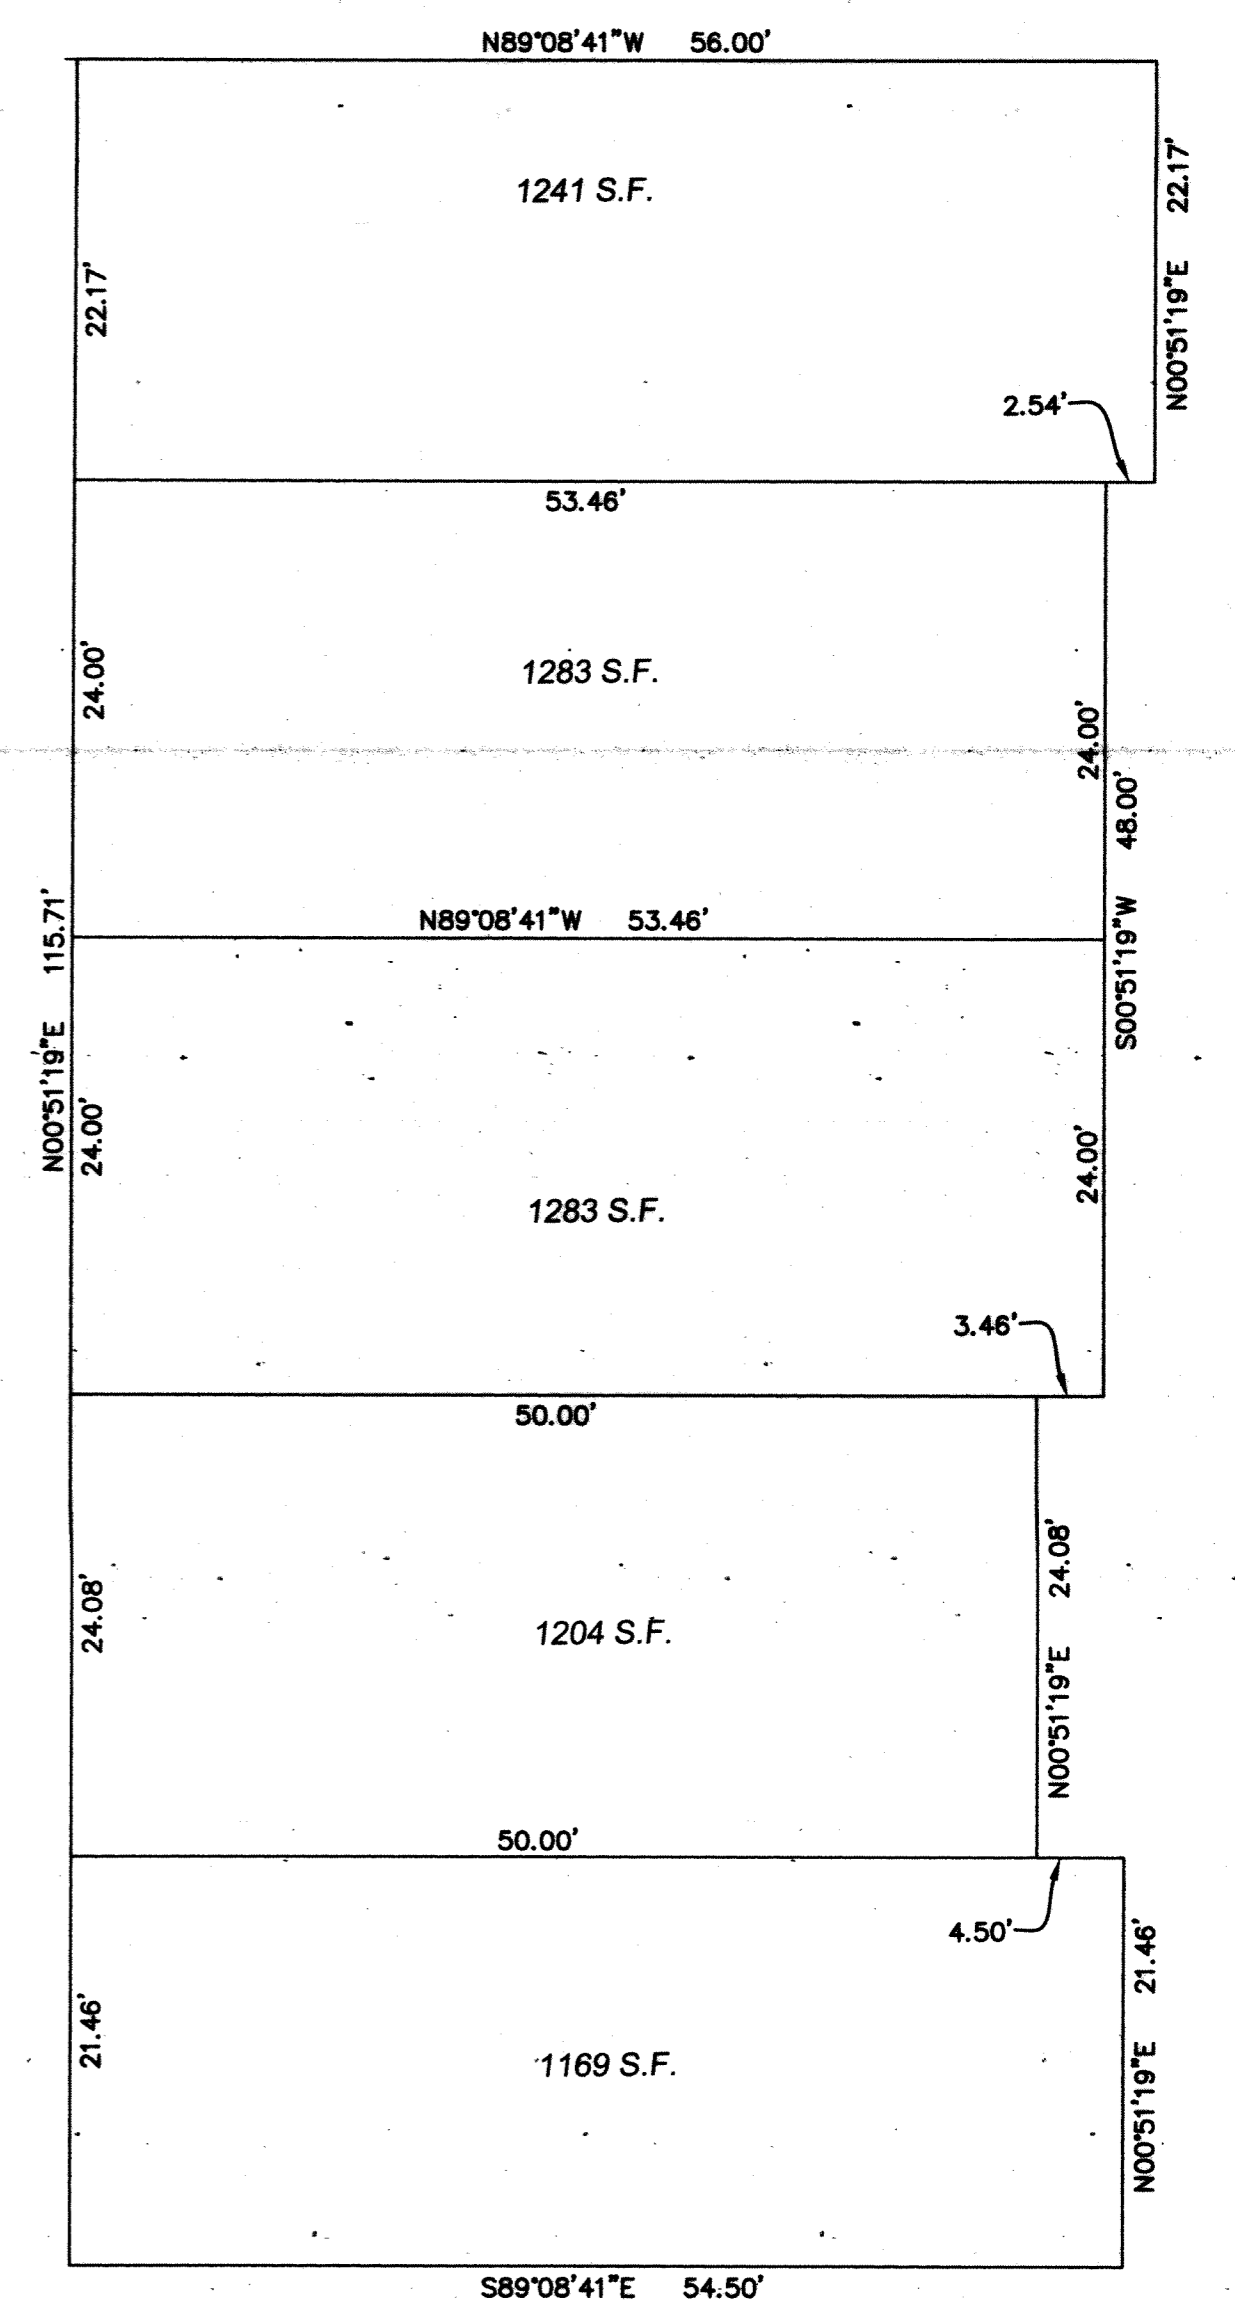 N89°08'41"W 56.00'
1241 S.F.
22.17'
N00°51'19"E 22.17'
2.54'
53.46'
24.00'
1283 S.F.
24.00'
S00°51'19"W 48.00'
N89°08'41"W 53.46'
N00°51'19"E 115.71'
24.00'
24.00'
1283 S.F.
3.46'
50.00'
24.08'
1204 S.F.
N00°51'19"E 24.08'
50.00'
4.50'
21.46'
1169 S.F.
N00°51'19"E 21.46'
S89°08'41"E 54.50'